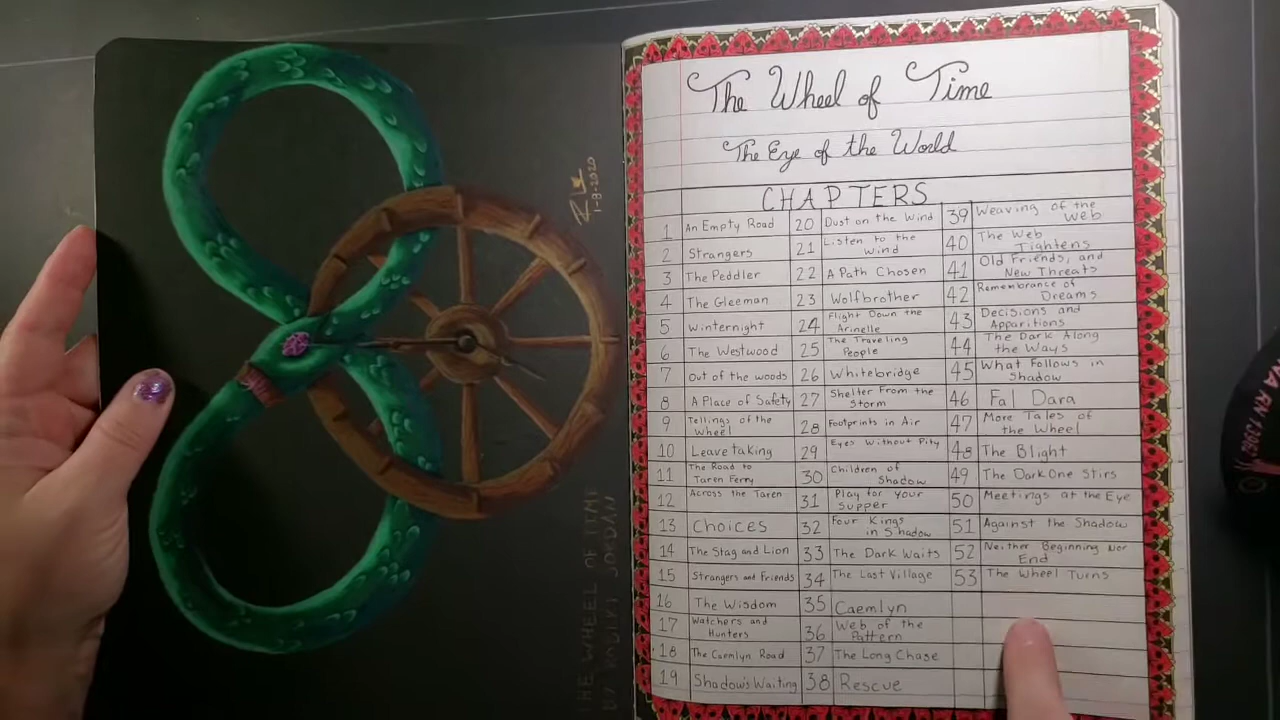 RLH
1-8-2020
THE WHEEL OF TIME
BY ROBERT JORDAN
The Wheel of Time
The Eye of the World
CHAPTERS
1 An Empty Road
2 Strangers
3 The Peddler
4 The Gleeman
5 Winternight
6 The Westwood
7 Out of the woods
8 A Place of Safety
9 Tellings of the
Wheel
10 Leavetaking
11 The Road to
Taren Ferry
12 Across the Taren
13 Choices
14 The Stag and Lion
15 Strangers and Friends
16 The Wisdom
17 Watchers and
Hunters
18 The Caemlyn Road
19 Shadow's Waiting
20 Dust on the Wind
21 Listen to the
Wind
22 A Path Chosen
23 Wolfbrother
24 Flight Down the
Arinelle
25 The Traveling
People
26 Whitebridge
27 Shelter From the
Storm
28 Footprints in Air
29 Eyes Without Pity
30 Children of
Shadow
31 Play for Your
Supper
32 Four Kings
in Shadow
33 The Dark Waits
34 The Last Village
35 Caemlyn
36 Web of the
Pattern
37 The Long Chase
38 Rescue
39 Weaving of the
Web
40 The Web
Tightens
41 Old Friends, and
New Threats
42 Remembrance of
Dreams
43 Decisions and
Apparitions
44 The Dark Along
the Ways
45 What Follows in
Shadow
46 Fal Dara
47 More Tales of
the Wheel
48 The Blight
49 The Dark One Stirs
50 Meetings at the Eye
51 Against the Shadow
52 Neither Beginning Nor
End
53 The Wheel Turns